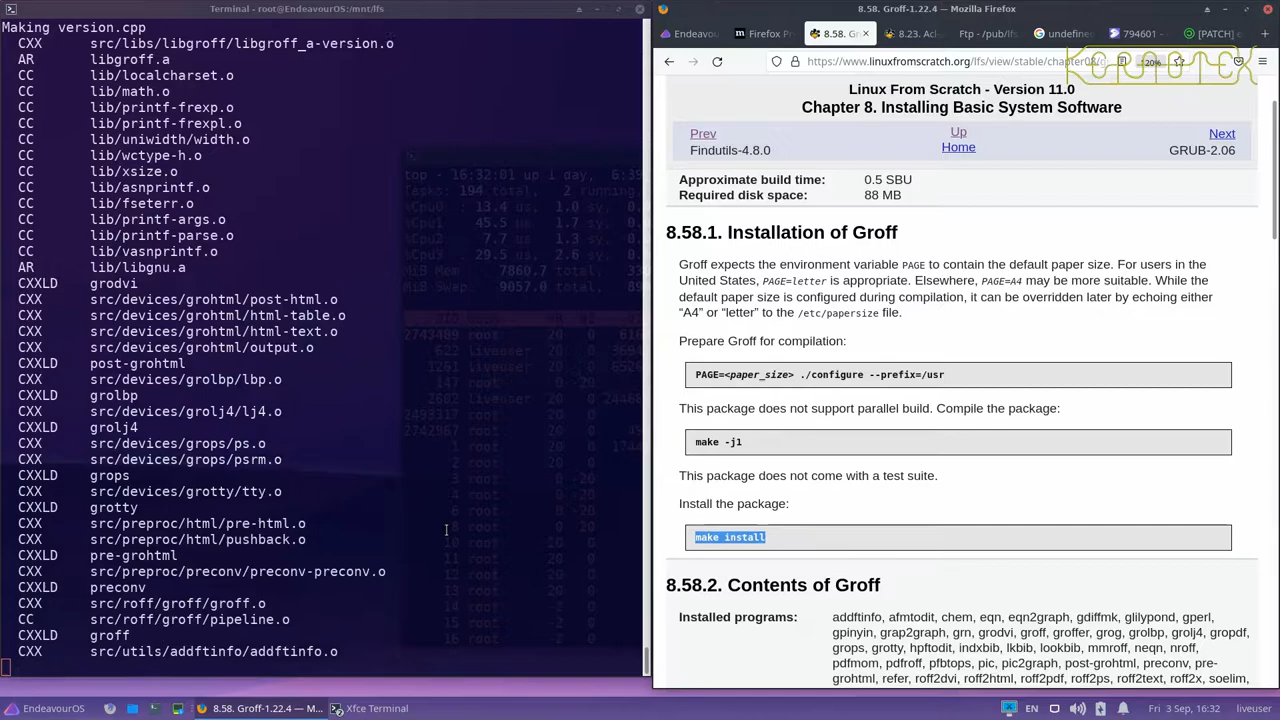 Terminal - root@EndeavourOS:/mnt/lfs
Making version.cpp
CXX src/libs/libgroff/libgroff_a-version.o
AR libgroff.a
CC lib/localcharset.o
CC lib/math.o
CC lib/printf-frexp.o
CC lib/printf-frexpl.o
CC lib/uniwidth/width.o
CC lib/wctype-h.o
CC lib/xsize.o
CC lib/asnprintf.o
CC lib/fseterr.o
CC lib/printf-args.o
CC lib/printf-parse.o
CC lib/vasnprintf.o
AR lib/libgnu.a
CXXLD grodvi
CXX src/devices/grohtml/post-html.o
CXX src/devices/grohtml/html-table.o
CXX src/devices/grohtml/html-text.o
CXX src/devices/grohtml/output.o
CXXLD post-grohtml
CXX src/devices/grolbp/lbp.o
CXXLD grolbp
CXX src/devices/grolj4/lj4.o
CXXLD grolj4
CXX src/devices/grops/ps.o
CXX src/devices/grops/psrm.o
CXXLD grops
CXX src/devices/grotty/tty.o
CXXLD grotty
CXX src/preproc/html/pre-html.o
CXX src/preproc/html/pushback.o
CXXLD pre-grohtml
CXX src/preproc/preconv/preconv-preconv.o
CXXLD preconv
CXX src/roff/groff/groff.o
CC src/roff/groff/pipeline.o
CXXLD groff
CXX src/utils/addftinfo/addftinfo.o
8.58. Groff-1.22.4 — Mozilla Firefox
Endeavou
Firefox Pr
8.58. Gr
8.23. Acl
Ftp - /pub/lfs
undefined
794601 -
[PATCH] e
https://www.linuxfromscratch.org/lfs/view/stable/chapter08/
120%
Linux From Scratch - Version 11.0
Chapter 8. Installing Basic System Software
Prev Up Next
Findutils-4.8.0 Home GRUB-2.06
Approximate build time: 0.5 SBU
Required disk space: 88 MB
8.58.1. Installation of Groff
Groff expects the environment variable PAGE to contain the default paper size. For users in the
United States, PAGE=letter is appropriate. Elsewhere, PAGE=A4 may be more suitable. While the
default paper size is configured during compilation, it can be overridden later by echoing either
“A4” or “letter” to the /etc/papersize file.
Prepare Groff for compilation:
PAGE=<paper_size> ./configure --prefix=/usr
This package does not support parallel build. Compile the package:
make -j1
This package does not come with a test suite.
Install the package:
make install
8.58.2. Contents of Groff
Installed programs: addftinfo, afmtodit, chem, eqn, eqn2graph, gdiffmk, glilypond, gperl,
gpinyin, grap2graph, grn, grodvi, groff, groffer, grog, grolbp, grolj4, gropdf,
grops, grotty, hpftodit, indxbib, lkbib, lookbib, mmroff, neqn, nroff,
pdfmom, pdfroff, pfbtops, pic, pic2graph, post-grohtml, preconv, pre-
grohtml, refer, roff2dvi, roff2html, roff2pdf, roff2ps, roff2text, roff2x, soelim,
EndeavourOS
8.58. Groff-1.22.4 — M...
Xfce Terminal
EN
Fri 3 Sep, 16:32
liveuser